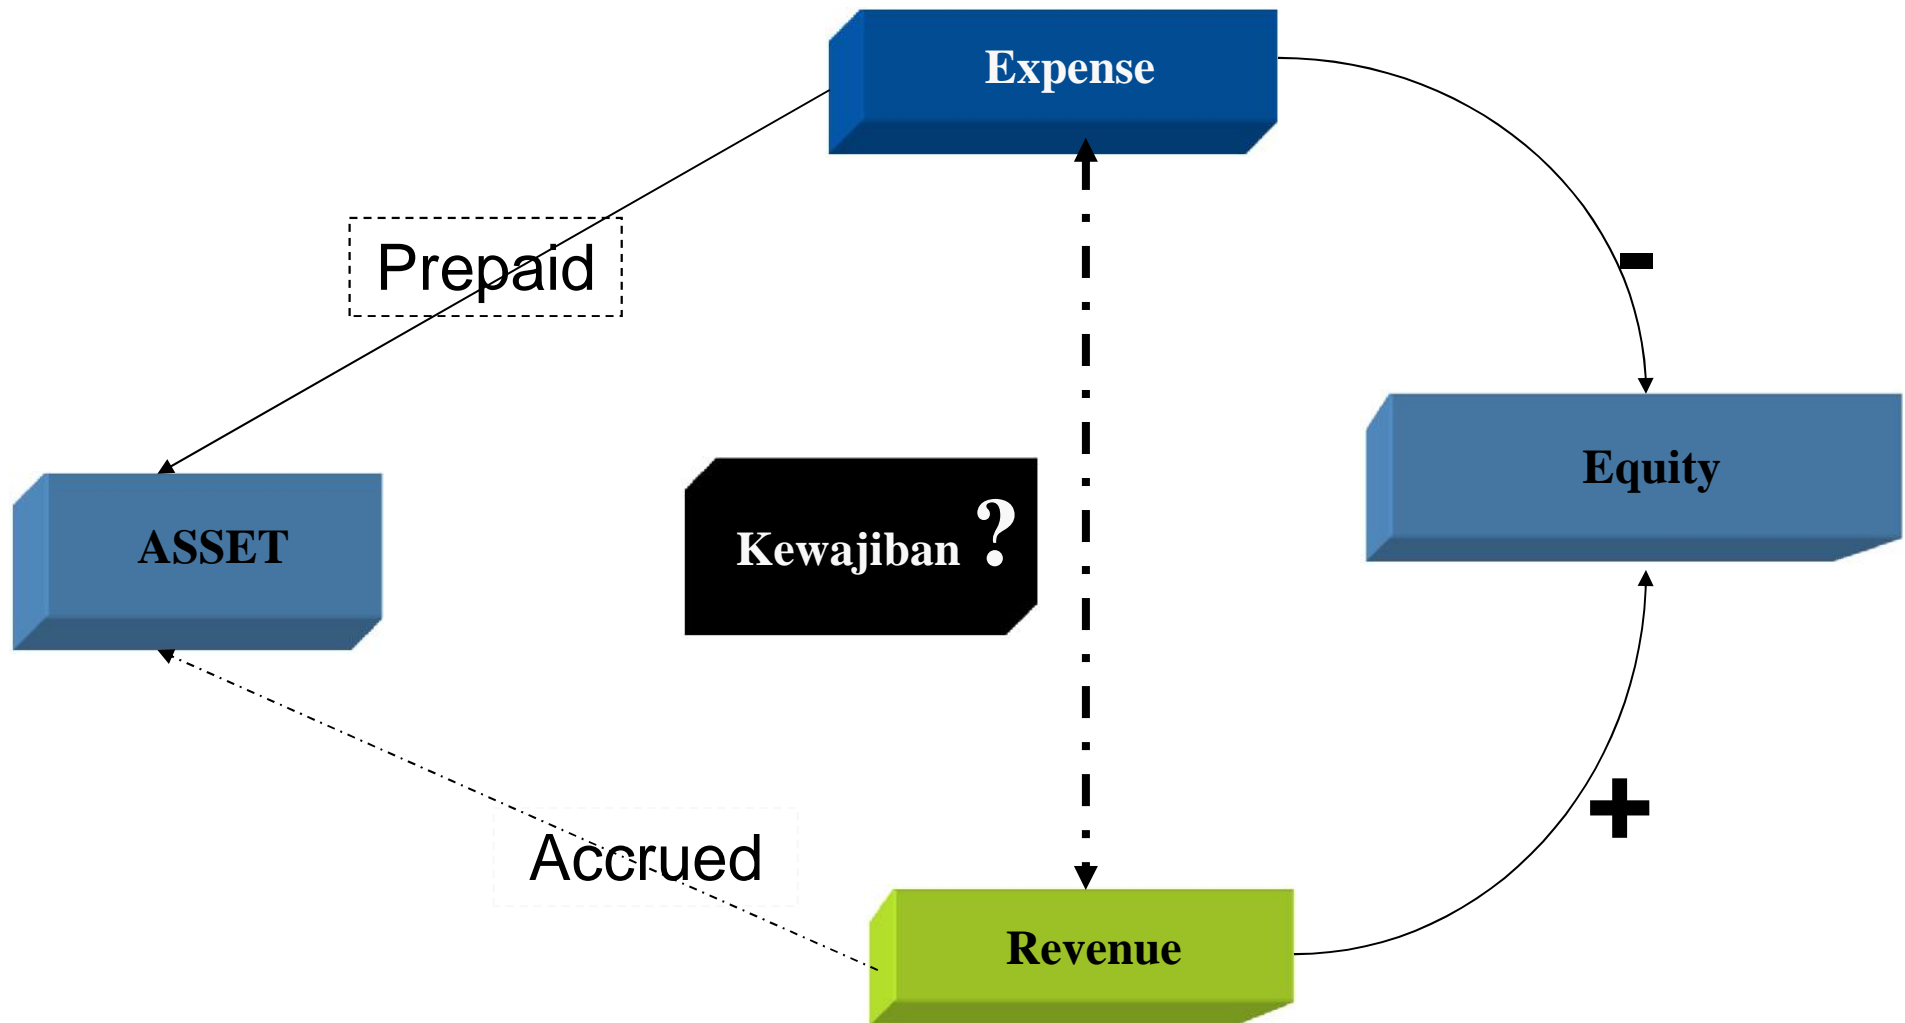 Expense
Prepaid
-
Equity
ASSET
Kewajiban ?
+
Accrued
Revenue